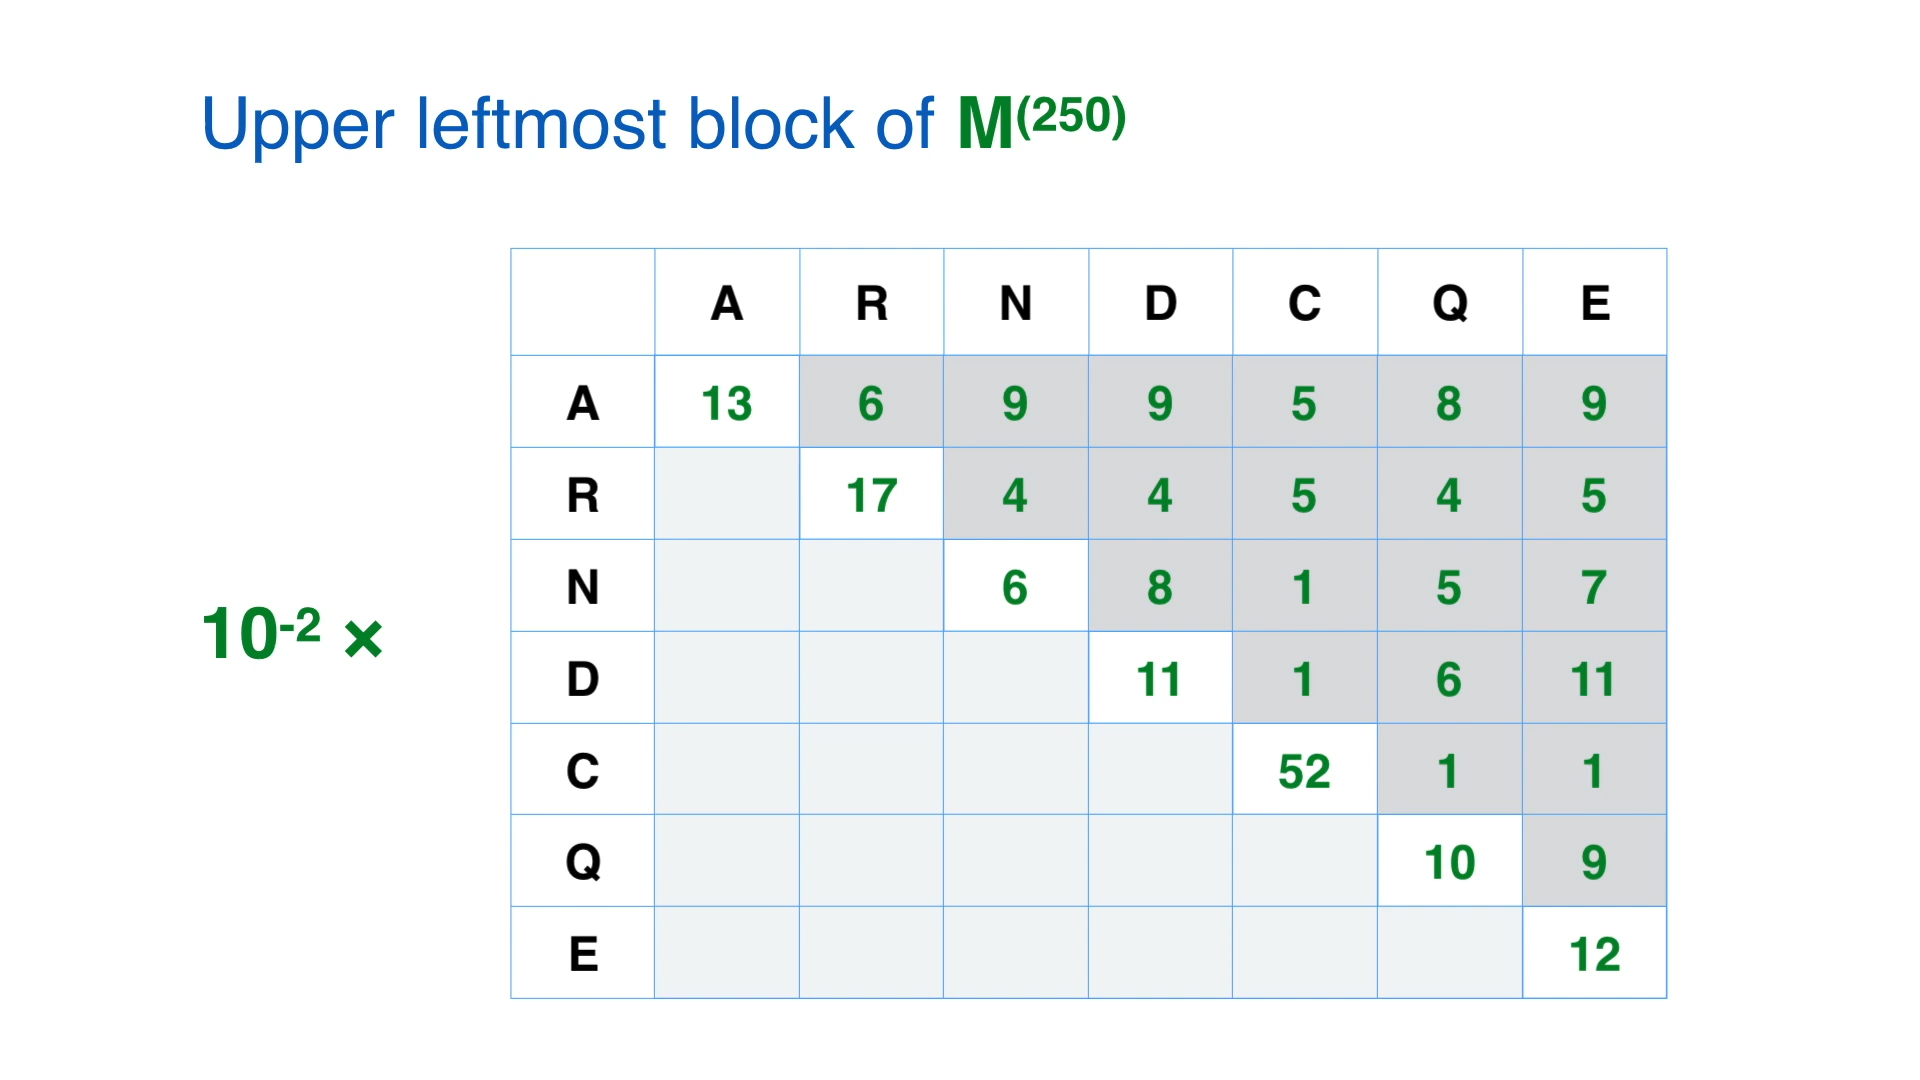 Upper leftmost block of M(250)
A R N D C Q E
A 13 6 9 9 5 8 9
R 17 4 4 5 4 5
N 6 8 1 5 7
10-2 ×
D 11 1 6 11
C 52 1 1
Q 10 9
E 12